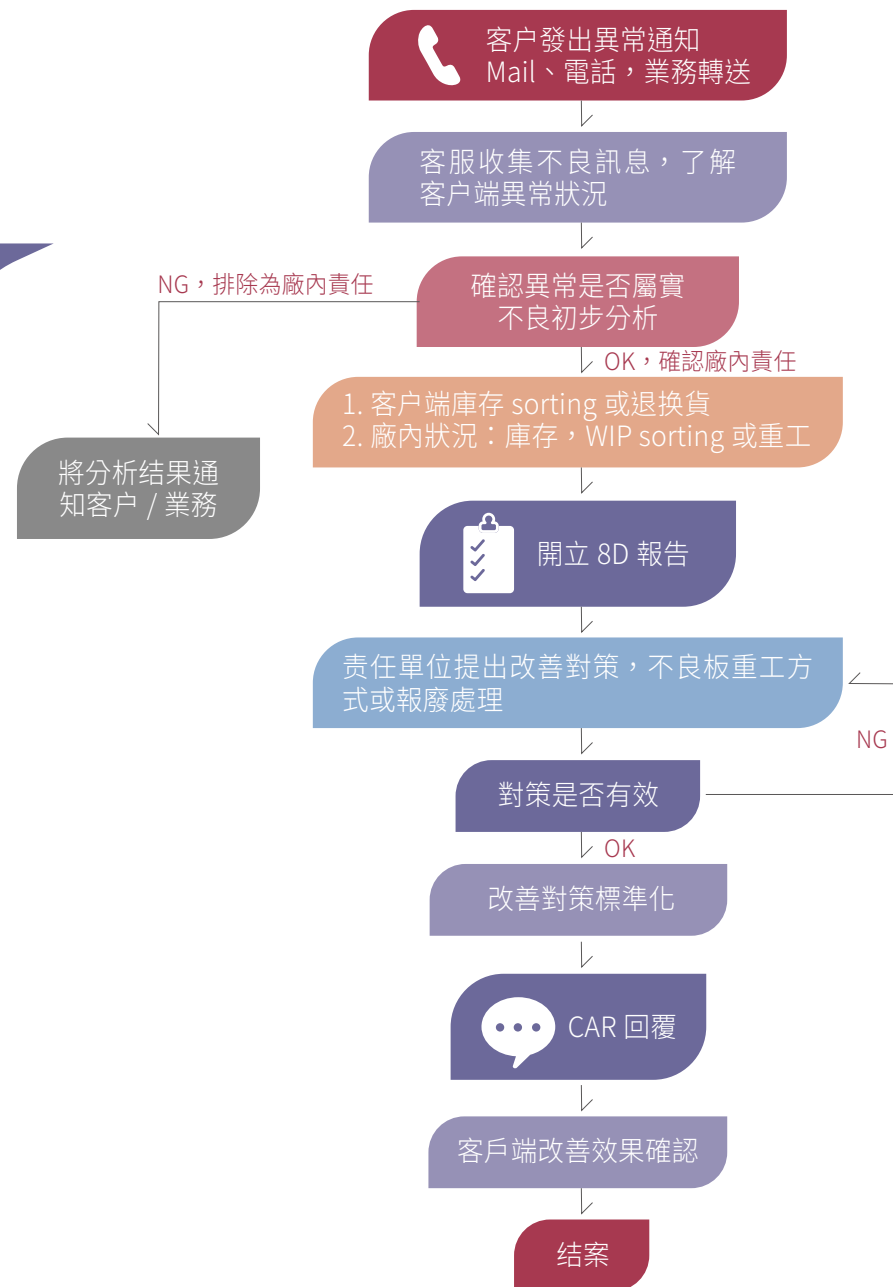 客户發出異常通知
Mail、電話，業務轉送
客服收集不良訊息，了解
客户端異常狀況
NG，排除為廠內責任
確認異常是否屬實
不良初步分析
OK，確認廠內責任
1. 客户端庫存 sorting 或退换貨
2. 廠內狀況：庫存，WIP sorting 或重工
將分析结果通
知客户 / 業務
開立 8D 報告
责任單位提出改善對策，不良板重工方
式或報廢處理
NG
對策是否有效
OK
改善對策標準化
CAR 回覆
客戶端改善效果確認
结案